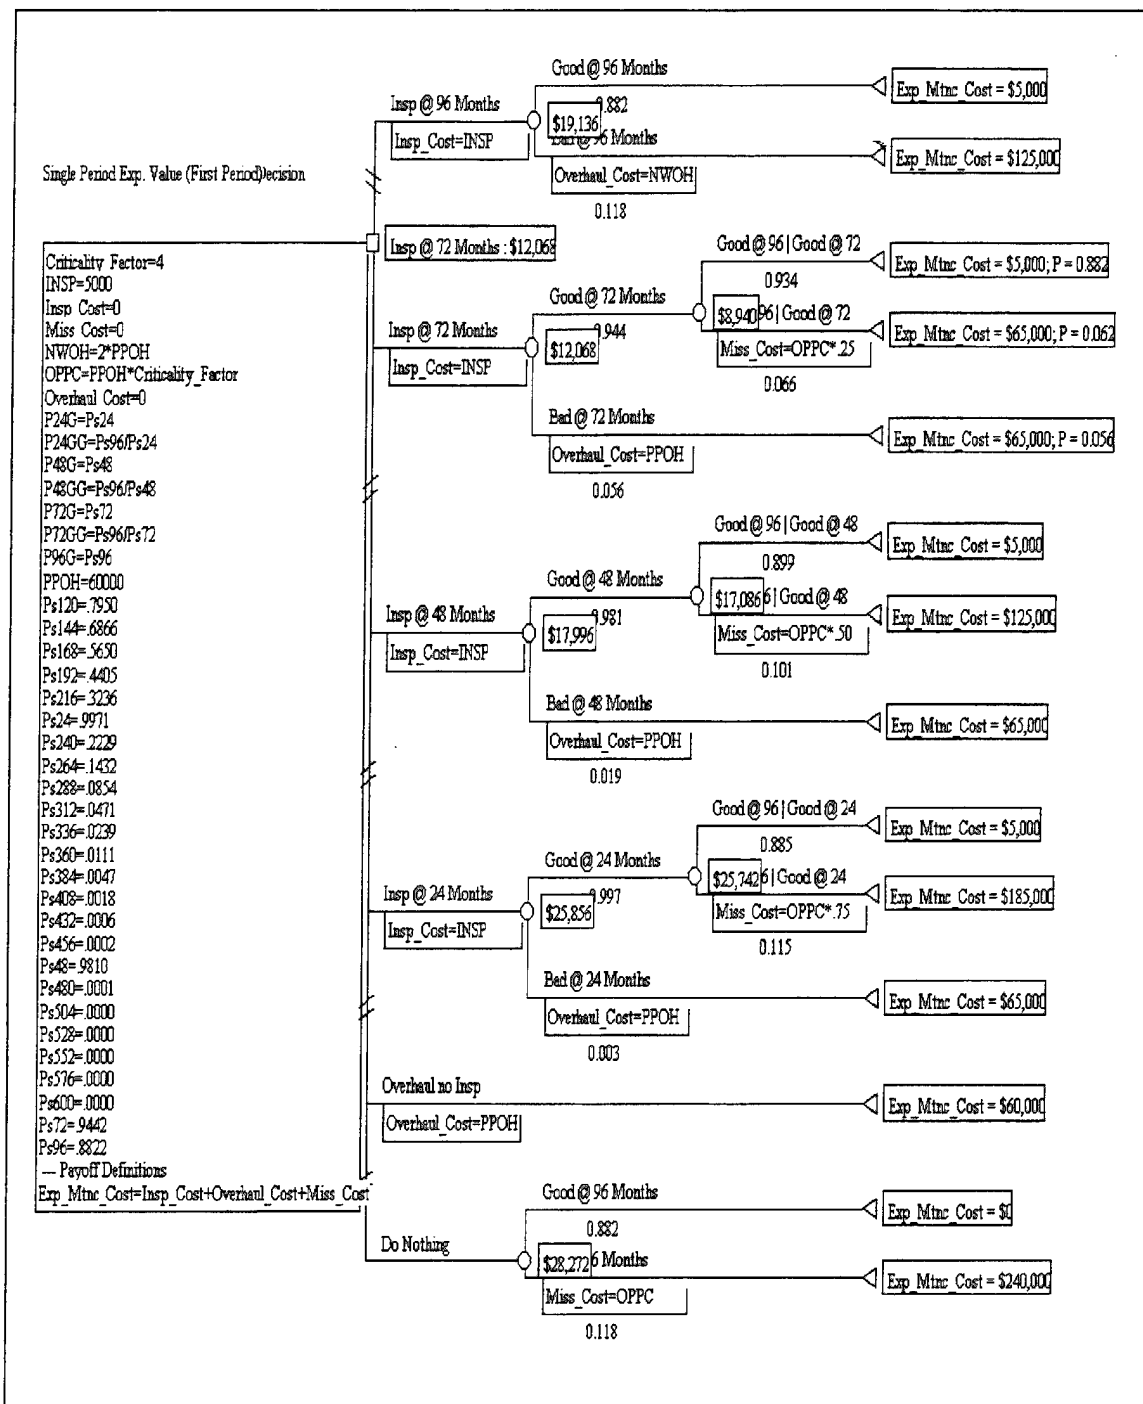 Single Period Exp. Value (First Period)Decision
Criticality Factor=4
INSP=5000
Insp Cost=0
Miss Cost=0
NWOH=2*PPOH
OPPC=PPOH*Criticality_Factor
Overhaul Cost=0
P24G=Ps24
P24GG=Ps96/Ps24
P48G=Ps48
P48GG=Ps96/Ps48
P72G=Ps72
P72GG=Ps96/Ps72
P96G=Ps96
PPOH=60000
Ps120=.7950
Ps144=.6866
Ps168=.5650
Ps192=.4405
Ps216=.3236
Ps24=.9971
Ps240=.2229
Ps264=.1432
Ps288=.0854
Ps312=.0471
Ps336=.0239
Ps360=.0111
Ps384=.0047
Ps408=.0018
Ps432=.0006
Ps456=.0002
Ps48=.9810
Ps480=.0001
Ps504=.0000
Ps528=.0000
Ps552=.0000
Ps576=.0000
Ps600=.0000
Ps72=.9442
Ps96=.8822
--- Payoff Definitions
Exp_Mtnc_Cost=Insp_Cost+Overhaul_Cost+Miss_Cost
Insp @ 96 Months
Insp_Cost=INSP
$19,136
Good @ 96 Months
0.882
Exp_Mtnc_Cost = $5,000
Bad @ 96 Months
Overhaul_Cost=NWOH
0.118
Exp_Mtnc_Cost = $125,000
Insp @ 72 Months : $12,068
Insp @ 72 Months
Insp_Cost=INSP
$12,068
Good @ 72 Months
0.944
$8,940
Good @ 96 | Good @ 72
0.934
Exp_Mtnc_Cost = $5,000; P = 0.882
96 | Good @ 72
Miss_Cost=OPPC*.25
0.066
Exp_Mtnc_Cost = $65,000; P = 0.062
Bad @ 72 Months
Overhaul_Cost=PPOH
0.056
Exp_Mtnc_Cost = $65,000; P = 0.056
Insp @ 48 Months
Insp_Cost=INSP
$17,996
Good @ 48 Months
0.981
$17,086
Good @ 96 | Good @ 48
0.899
Exp_Mtnc_Cost = $5,000
6 | Good @ 48
Miss_Cost=OPPC*.50
0.101
Exp_Mtnc_Cost = $125,000
Bad @ 48 Months
Overhaul_Cost=PPOH
0.019
Exp_Mtnc_Cost = $65,000
Insp @ 24 Months
Insp_Cost=INSP
$25,856
Good @ 24 Months
0.997
$25,742
Good @ 96 | Good @ 24
0.885
Exp_Mtnc_Cost = $5,000
6 | Good @ 24
Miss_Cost=OPPC*.75
0.115
Exp_Mtnc_Cost = $185,000
Bad @ 24 Months
Overhaul_Cost=PPOH
0.003
Exp_Mtnc_Cost = $65,000
Overhaul no Insp
Overhaul_Cost=PPOH
Exp_Mtnc_Cost = $60,000
Do Nothing
$28,272
Good @ 96 Months
0.882
Exp_Mtnc_Cost = $0
6 Months
Miss_Cost=OPPC
0.118
Exp_Mtnc_Cost = $240,000